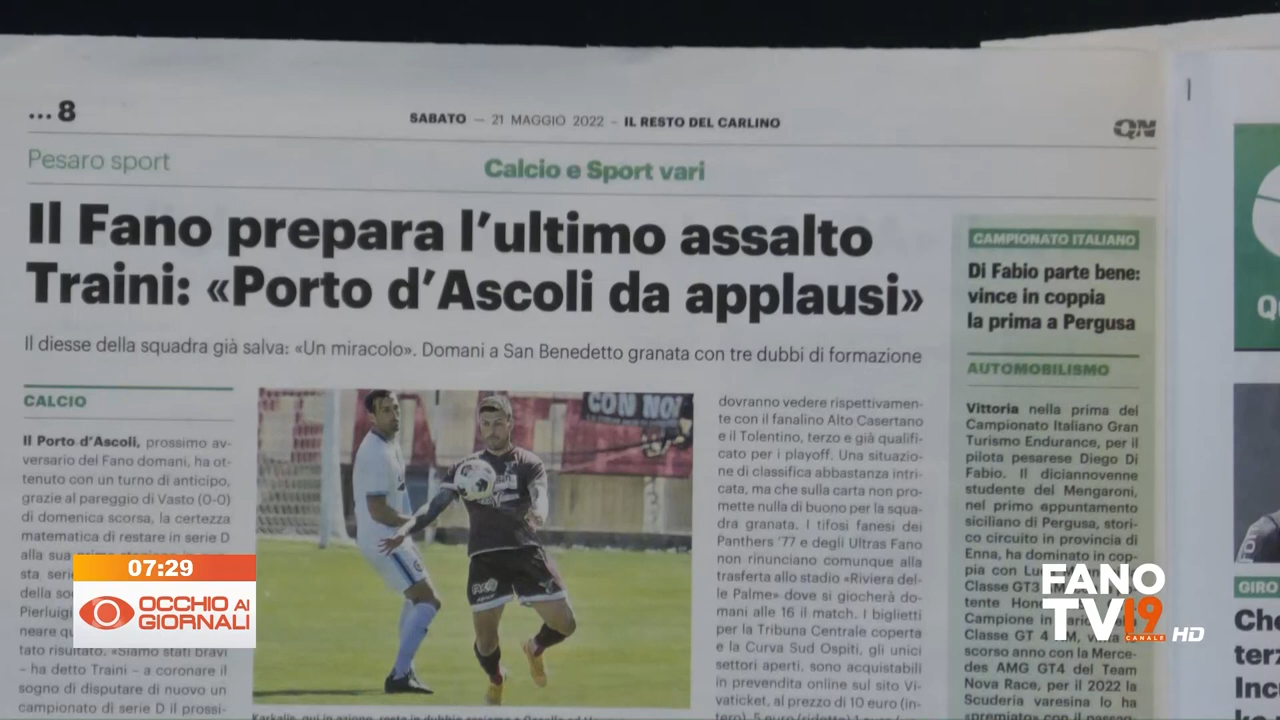 ... 8
SABATO — 21 MAGGIO 2022 – IL RESTO DEL CARLINO
QN
Pesaro sport
Calcio e Sport vari
Il Fano prepara l'ultimo assalto
Traini: «Porto d'Ascoli da applausi»
Il diesse della squadra già salva: «Un miracolo». Domani a San Benedetto granata con tre dubbi di formazione
CALCIO
Il Porto d'Ascoli, prossimo av-
versario del Fano domani, ha ot-
tenuto con un turno di anticipo,
grazie al pareggio di Vasto (0-0)
di domenica scorsa, la certezza
matematica di restare in serie D
alla sua
sta serie
della so
Pierluigi
neare qu
tato risultato. «Siamo stati bravi
– ha detto Traini – a coronare il
sogno di disputare di nuovo un
campionato di serie D il prossi-
CON NOI
dovranno vedere rispettivamen-
te con il fanalino Alto Casertano
e il Tolentino, terzo e già qualifi-
cato per i playoff. Una situazio-
ne di classifica abbastanza intri-
cata, ma che sulla carta non pro-
mette nulla di buono per la squa-
dra granata. I tifosi fanesi dei
Panthers '77 e degli Ultras Fano
non rinunciano comunque alla
trasferta allo stadio «Riviera del-
le Palme» dove si giocherà do-
mani alle 16 il match. I biglietti
per la Tribuna Centrale coperta
e la Curva Sud Ospiti, gli unici
settori aperti, sono acquistabili
in prevendita online sul sito Vi-
vaticket, al prezzo di 10 euro (in-
CAMPIONATO ITALIANO
Di Fabio parte bene:
vince in coppia
la prima a Pergusa
AUTOMOBILISMO
Vittoria nella prima del
Campionato Italiano Gran
Turismo Endurance, per il
pilota pesarese Diego Di
Fabio. Il diciannovenne
studente del Mengaroni,
nel primo appuntamento
siciliano di Pergusa, stori-
co circuito in provincia di
Enna, ha dominato in cop-
pia con
Classe GT3
tente
Campione
Classe GT 4
scorso anno con la Merce-
des AMG GT4 del Team
Nova Race, per il 2022 la
Scuderia varesina lo ha
GIRO
07:29
OCCHIO AI
GIORNALI
FANO
TV19
CANALE HD